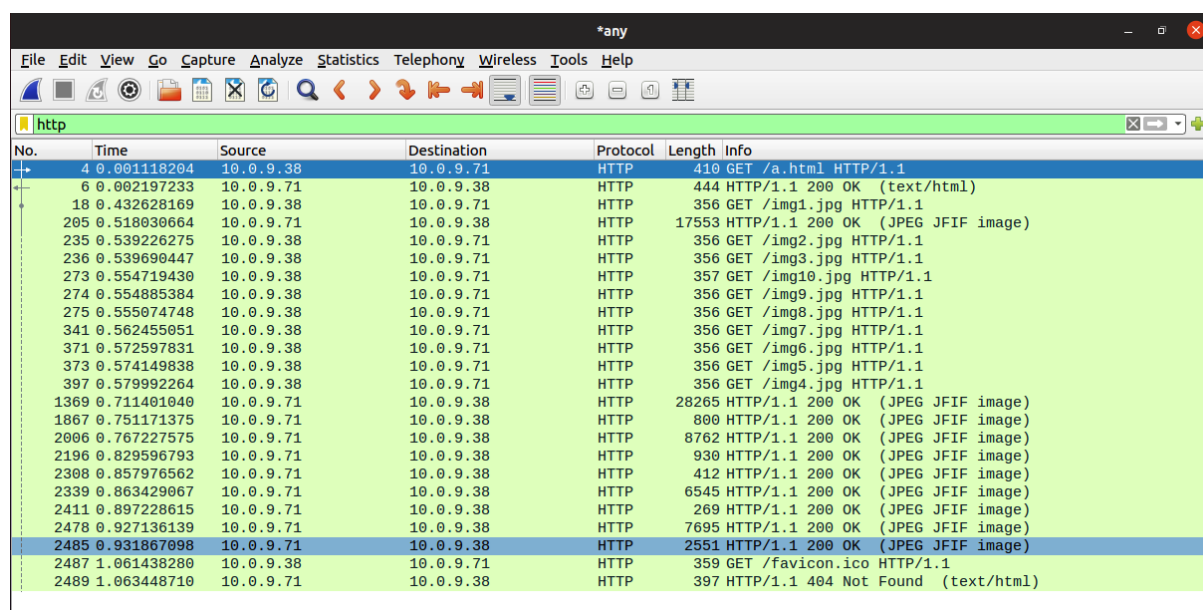 *any
File Edit View Go Capture Analyze Statistics Telephony Wireless Tools Help
http
No. Time Source Destination Protocol Length Info
4 0.001118204 10.0.9.38 10.0.9.71 HTTP 410 GET /a.html HTTP/1.1
6 0.002197233 10.0.9.71 10.0.9.38 HTTP 444 HTTP/1.1 200 OK (text/html)
18 0.432628169 10.0.9.38 10.0.9.71 HTTP 356 GET /img1.jpg HTTP/1.1
205 0.518030664 10.0.9.71 10.0.9.38 HTTP 17553 HTTP/1.1 200 OK (JPEG JFIF image)
235 0.539226275 10.0.9.38 10.0.9.71 HTTP 356 GET /img2.jpg HTTP/1.1
236 0.539690447 10.0.9.38 10.0.9.71 HTTP 356 GET /img3.jpg HTTP/1.1
273 0.554719430 10.0.9.38 10.0.9.71 HTTP 357 GET /img10.jpg HTTP/1.1
274 0.554885384 10.0.9.38 10.0.9.71 HTTP 356 GET /img9.jpg HTTP/1.1
275 0.555074748 10.0.9.38 10.0.9.71 HTTP 356 GET /img8.jpg HTTP/1.1
341 0.562455051 10.0.9.38 10.0.9.71 HTTP 356 GET /img7.jpg HTTP/1.1
371 0.572597831 10.0.9.38 10.0.9.71 HTTP 356 GET /img6.jpg HTTP/1.1
373 0.574149838 10.0.9.38 10.0.9.71 HTTP 356 GET /img5.jpg HTTP/1.1
397 0.579992264 10.0.9.38 10.0.9.71 HTTP 356 GET /img4.jpg HTTP/1.1
1369 0.711401040 10.0.9.71 10.0.9.38 HTTP 28265 HTTP/1.1 200 OK (JPEG JFIF image)
1867 0.751171375 10.0.9.71 10.0.9.38 HTTP 800 HTTP/1.1 200 OK (JPEG JFIF image)
2006 0.767227575 10.0.9.71 10.0.9.38 HTTP 8762 HTTP/1.1 200 OK (JPEG JFIF image)
2196 0.829596793 10.0.9.71 10.0.9.38 HTTP 930 HTTP/1.1 200 OK (JPEG JFIF image)
2308 0.857976562 10.0.9.71 10.0.9.38 HTTP 412 HTTP/1.1 200 OK (JPEG JFIF image)
2339 0.863429067 10.0.9.71 10.0.9.38 HTTP 6545 HTTP/1.1 200 OK (JPEG JFIF image)
2411 0.897228615 10.0.9.71 10.0.9.38 HTTP 269 HTTP/1.1 200 OK (JPEG JFIF image)
2478 0.927136139 10.0.9.71 10.0.9.38 HTTP 7695 HTTP/1.1 200 OK (JPEG JFIF image)
2485 0.931867098 10.0.9.71 10.0.9.38 HTTP 2551 HTTP/1.1 200 OK (JPEG JFIF image)
2487 1.061438280 10.0.9.38 10.0.9.71 HTTP 359 GET /favicon.ico HTTP/1.1
2489 1.063448710 10.0.9.71 10.0.9.38 HTTP 397 HTTP/1.1 404 Not Found (text/html)